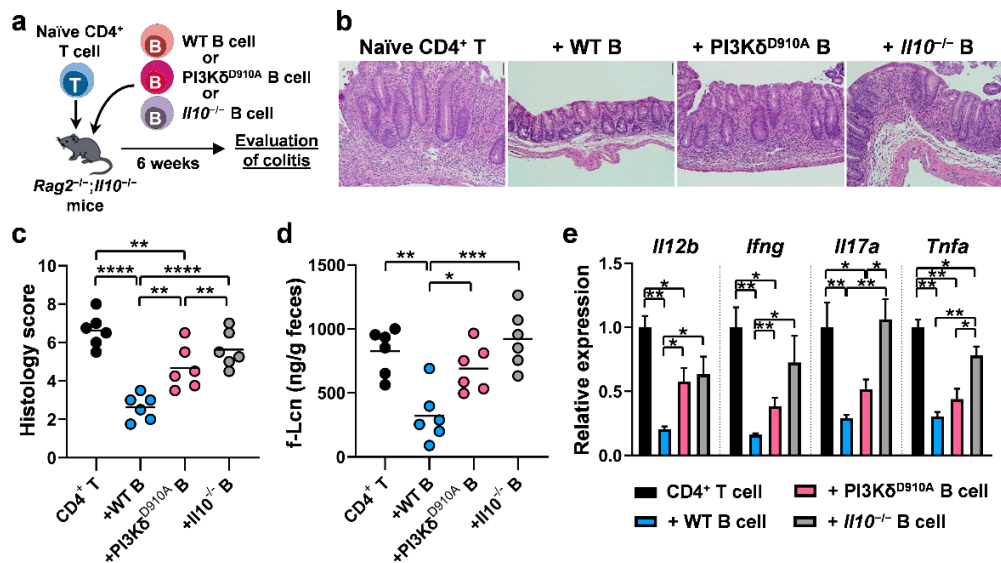 a
Naïve CD4⁺
T cell
T
B
B
B
WT B cell
or
PI3Kδᴰ⁹¹⁰ᴬ B cell
or
Il10⁻/⁻ B cell
6 weeks
Evaluation
of colitis
Rag2⁻/⁻;Il10⁻/⁻
mice
b
Naïve CD4⁺ T
+ WT B
+ PI3Kδᴰ⁹¹⁰ᴬ B
+ Il10⁻/⁻ B
c
Histology score
10
8
6
4
2
0
**
**** ****
** **
CD4⁺ T
+WT B
+PI3Kδᴰ⁹¹⁰ᴬ B
+Il10⁻/⁻ B
d
f-Lcn (ng/g feces)
1500
1000
500
0
** ***
*
CD4⁺ T
+WT B
+PI3Kδᴰ⁹¹⁰ᴬ B
+Il10⁻/⁻ B
e
Il12b Ifng Il17a Tnfa
Relative expression
1.5
1.0
0.5
0.0
*
**
*
*
*
**
*
**
* *
** **
*
**
**
**
*
CD4⁺ T cell
+ PI3Kδᴰ⁹¹⁰ᴬ B cell
+ WT B cell
+ Il10⁻/⁻ B cell